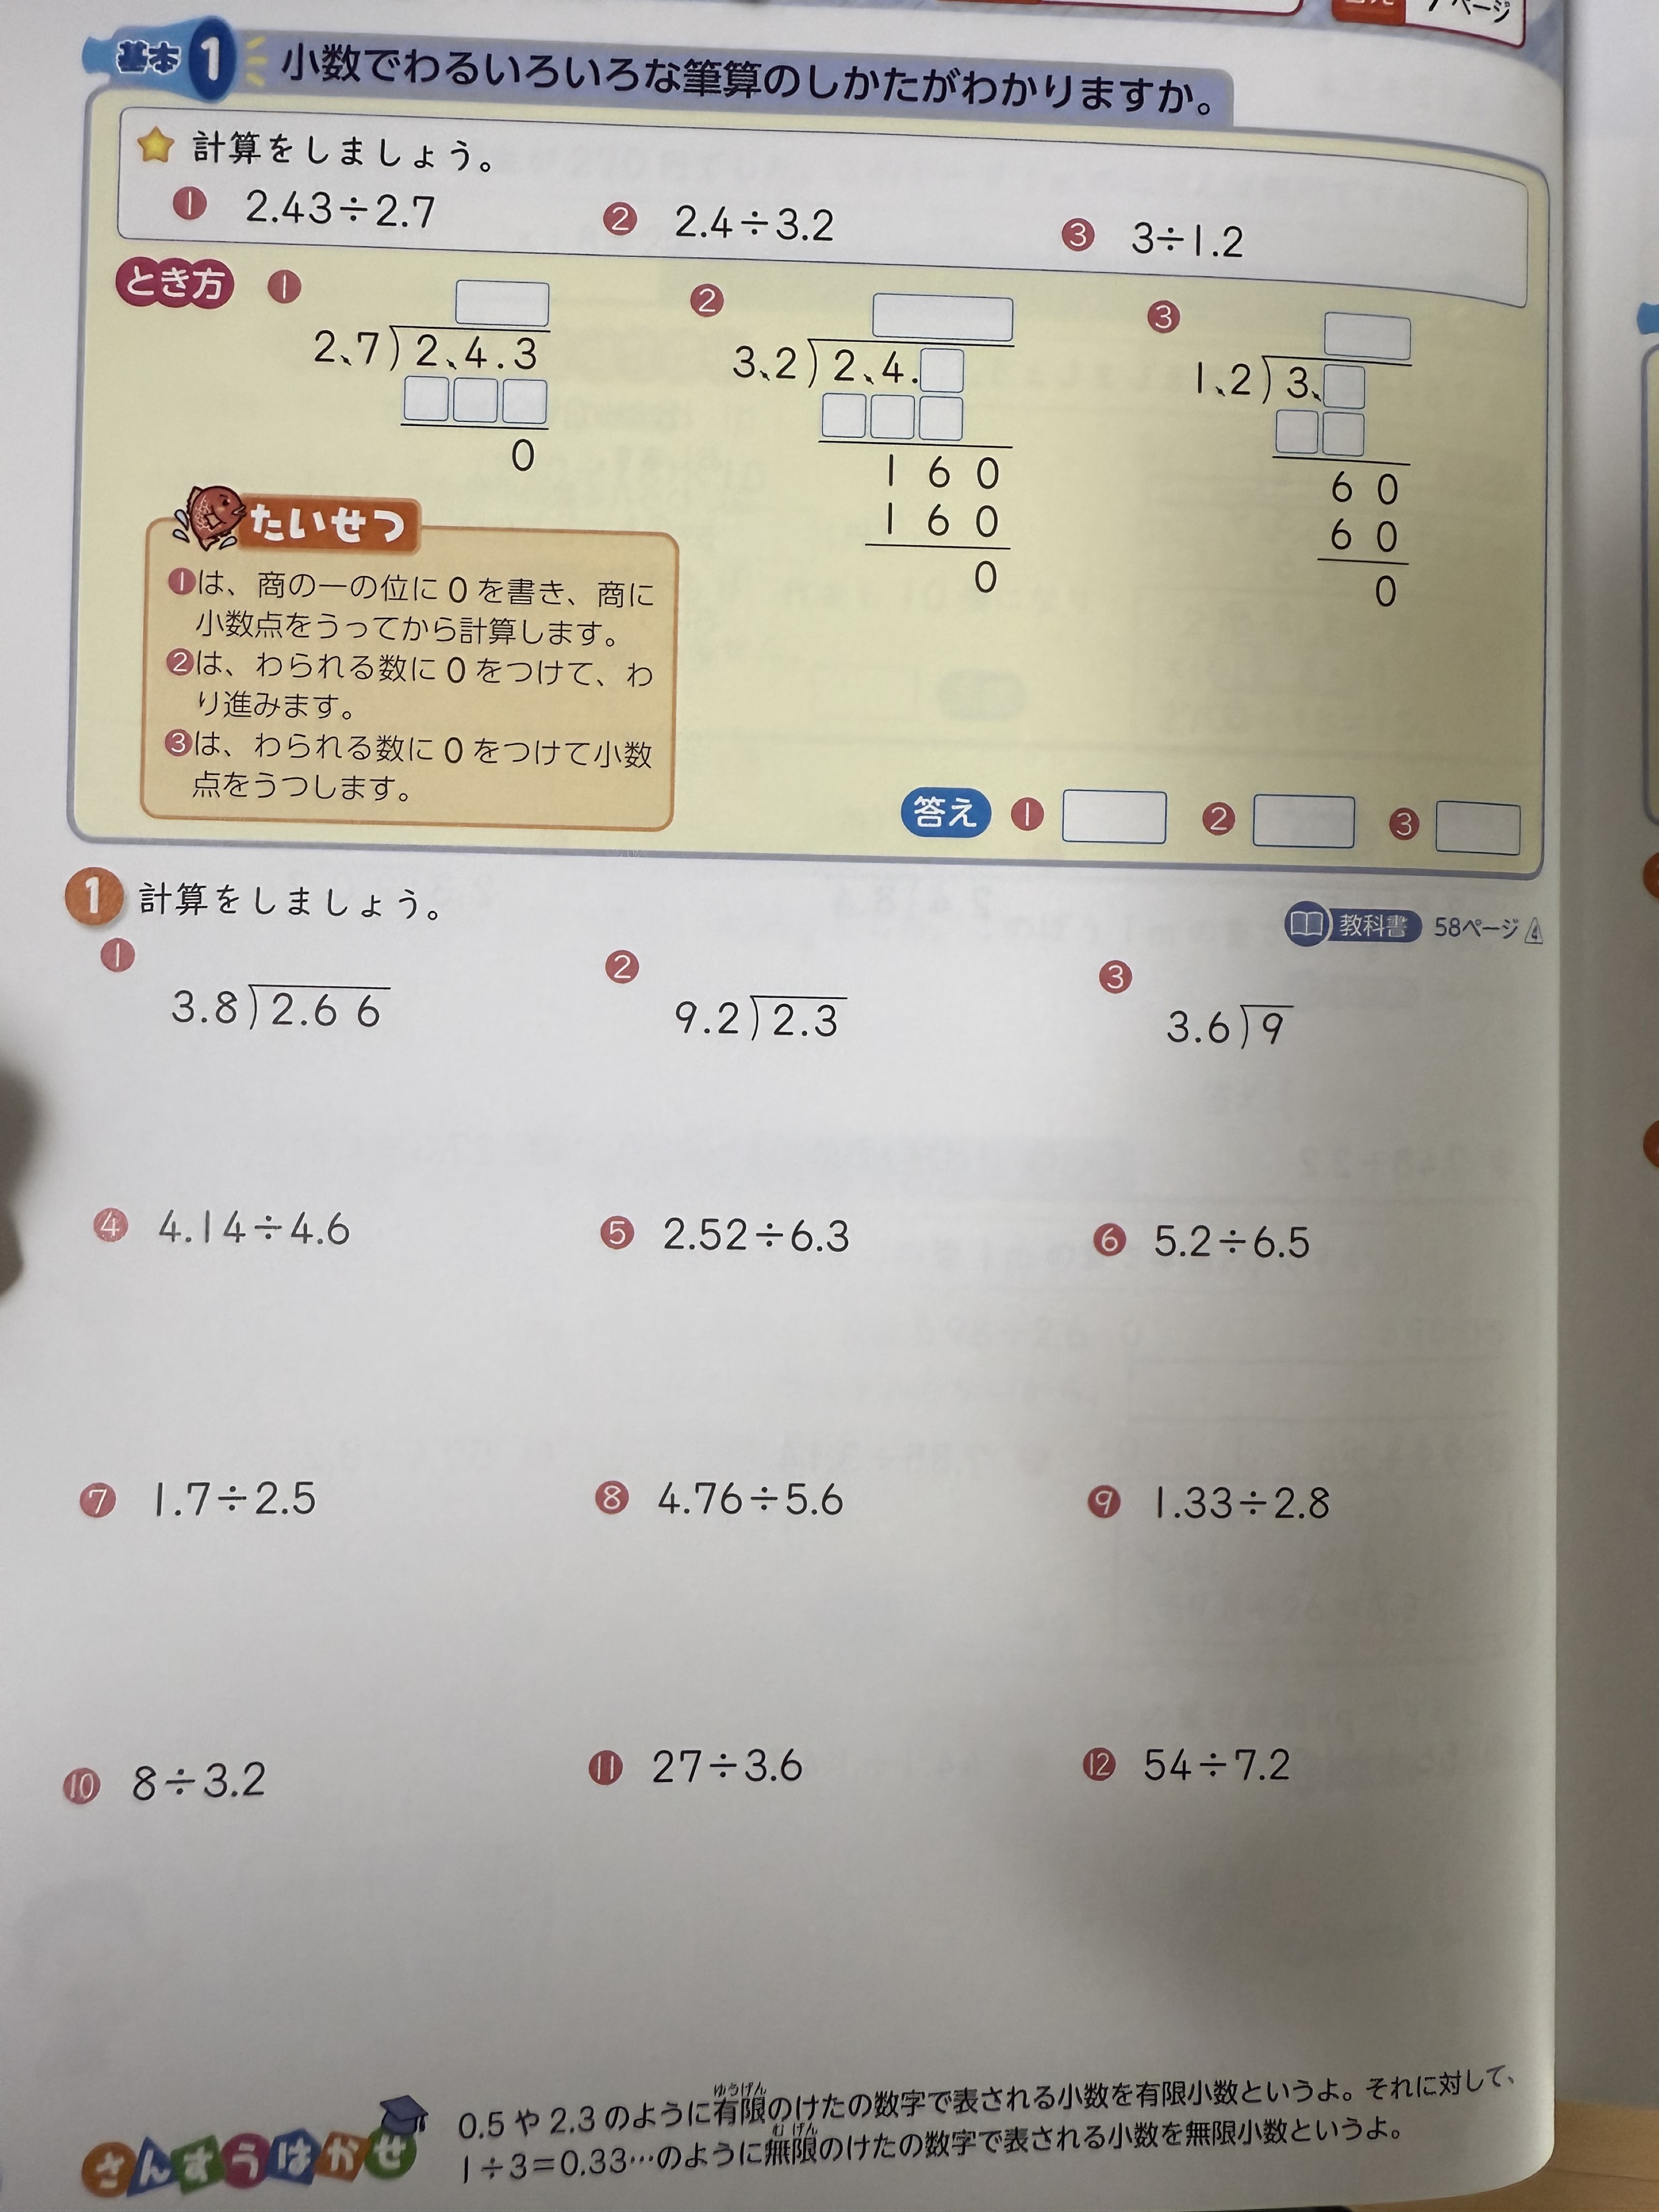 ページ
基本 1 小数でわるいろいろな筆算のしかたがわかりますか。
計算をしましょう。
① 2.43÷2.7 ② 2.4÷3.2 ③ 3÷1.2
とき方 ① ② ③
2.7)2.4.3
0
3.2)2.4.
160
160
0
1.2)3.
60
60
0
たいせつ
①は、商の一の位に0を書き、商に
小数点をうってから計算します。
②は、わられる数に0をつけて、わ
り進みます。
③は、わられる数に0をつけて小数
点をうつします。
答え ① ② ③
1 計算をしましょう。
教科書 58ページ 4
① 3.8)2.66 ② 9.2)2.3 ③ 3.6)9
④ 4.14÷4.6 ⑤ 2.52÷6.3 ⑥ 5.2÷6.5
⑦ 1.7÷2.5 ⑧ 4.76÷5.6 ⑨ 1.33÷2.8
⑩ 8÷3.2 ⑪ 27÷3.6 ⑫ 54÷7.2
さんすうはかせ
ゆうげん
0.5や2.3のように有限のけたの数字で表される小数を有限小数というよ。それに対して、
むげん
1÷3=0.33…のように無限のけたの数字で表される小数を無限小数というよ。